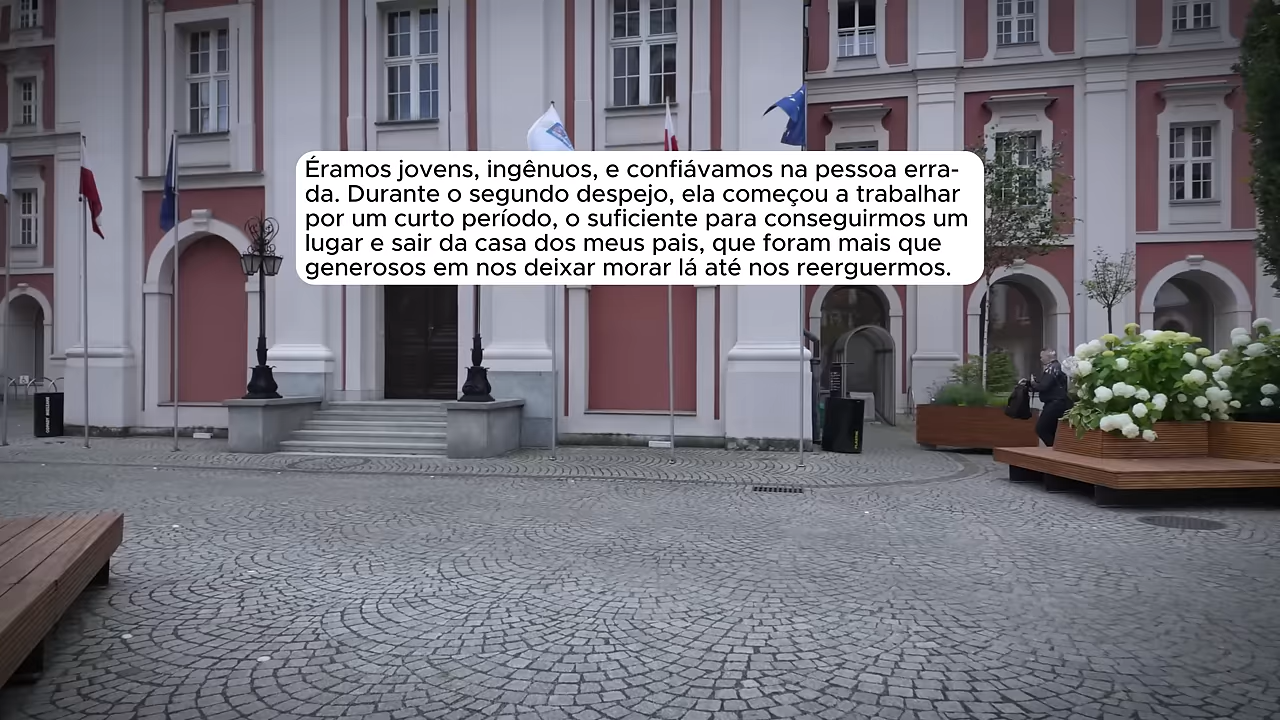 Éramos jovens, ingênuos, e confiávamos na pessoa erra-
da. Durante o segundo despejo, ela começou a trabalhar
por um curto período, o suficiente para conseguirmos um
lugar e sair da casa dos meus pais, que foram mais que
generosos em nos deixar morar lá até nos reerguermos.